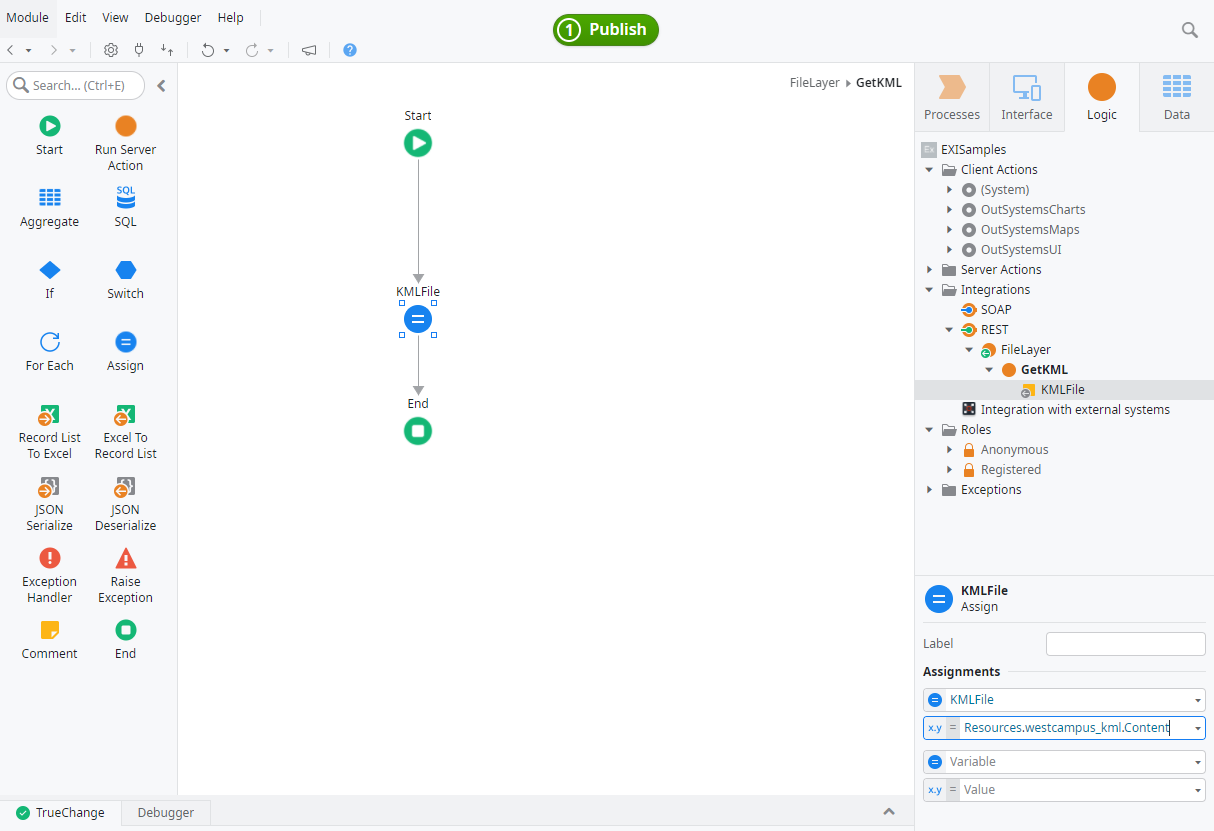 Module Edit View Debugger Help
1 Publish
Search... (Ctrl+E)
Start
Run Server
Action
Aggregate
SQL
SQL
If
Switch
For Each
Assign
Record List
To Excel
Excel To
Record List
JSON
Serialize
JSON
Deserialize
Exception
Handler
Raise
Exception
Comment
End
FileLayer GetKML
Start
KMLFile
End
Processes
Interface
Logic
Data
Ex EXISamples
Client Actions
(System)
OutSystemsCharts
OutSystemsMaps
OutSystemsUI
Server Actions
Integrations
SOAP
REST
FileLayer
GetKML
KMLFile
Integration with external systems
Roles
Anonymous
Registered
Exceptions
KMLFile
Assign
Label
Assignments
KMLFile
x.y = Resources.westcampus_kml.Content
Variable
x.y = Value
TrueChange
Debugger